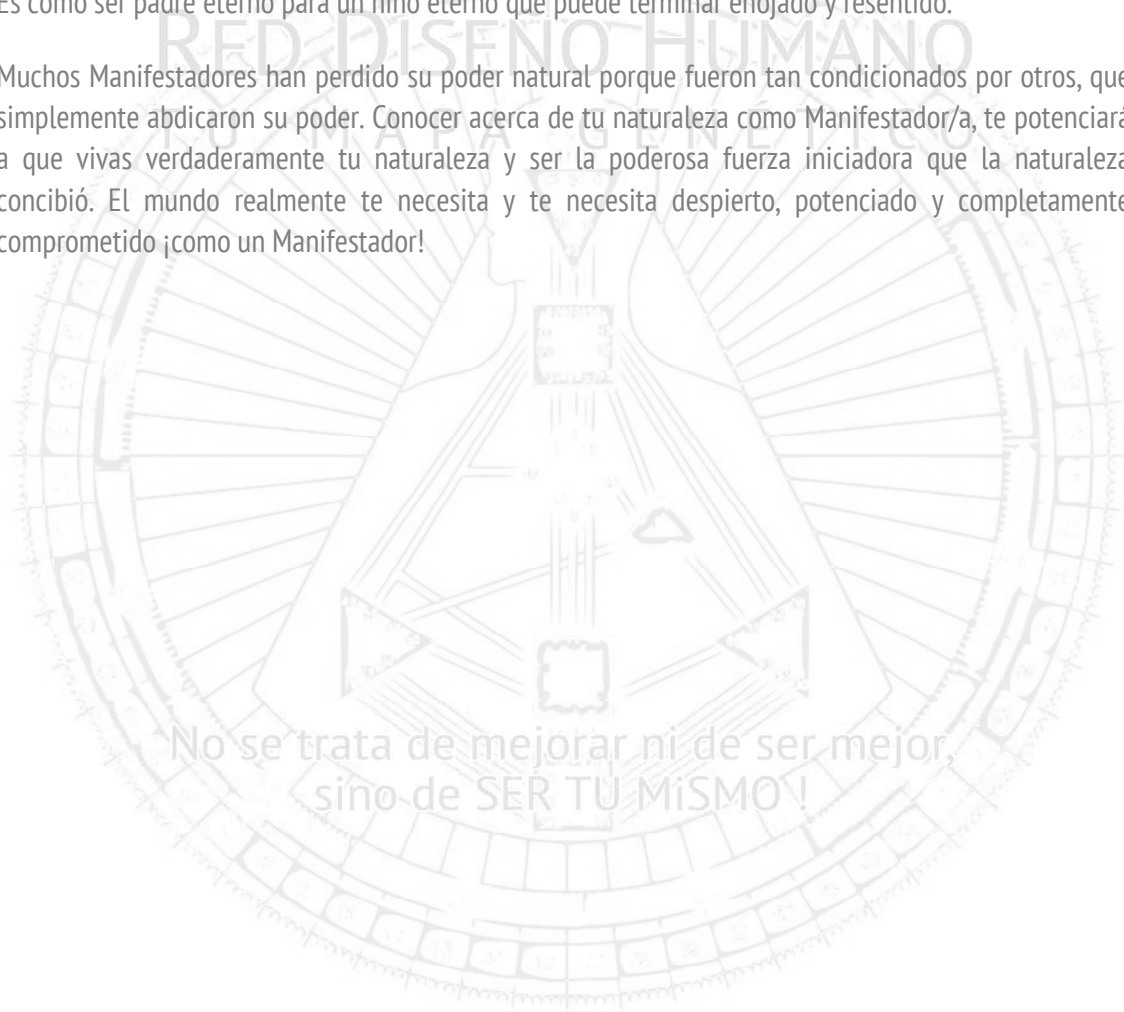 Es como ser padre eterno para un niño eterno que puede terminar enojado y resentido.
RED DISEÑO HUMANO
Muchos Manifestadores han perdido su poder natural porque fueron tan condicionados por otros, que
simplemente abdicaron su poder. Conocer acerca de tu naturaleza como Manifestador/a, te potenciará
TU MAPA GENÉTICO
a que vivas verdaderamente tu naturaleza y ser la poderosa fuerza iniciadora que la naturaleza
concibió. El mundo realmente te necesita y te necesita despierto, potenciado y completamente
comprometido ¡como un Manifestador!
No se trata de mejorar ni de ser mejor,
sino de SER TU MiSMO !